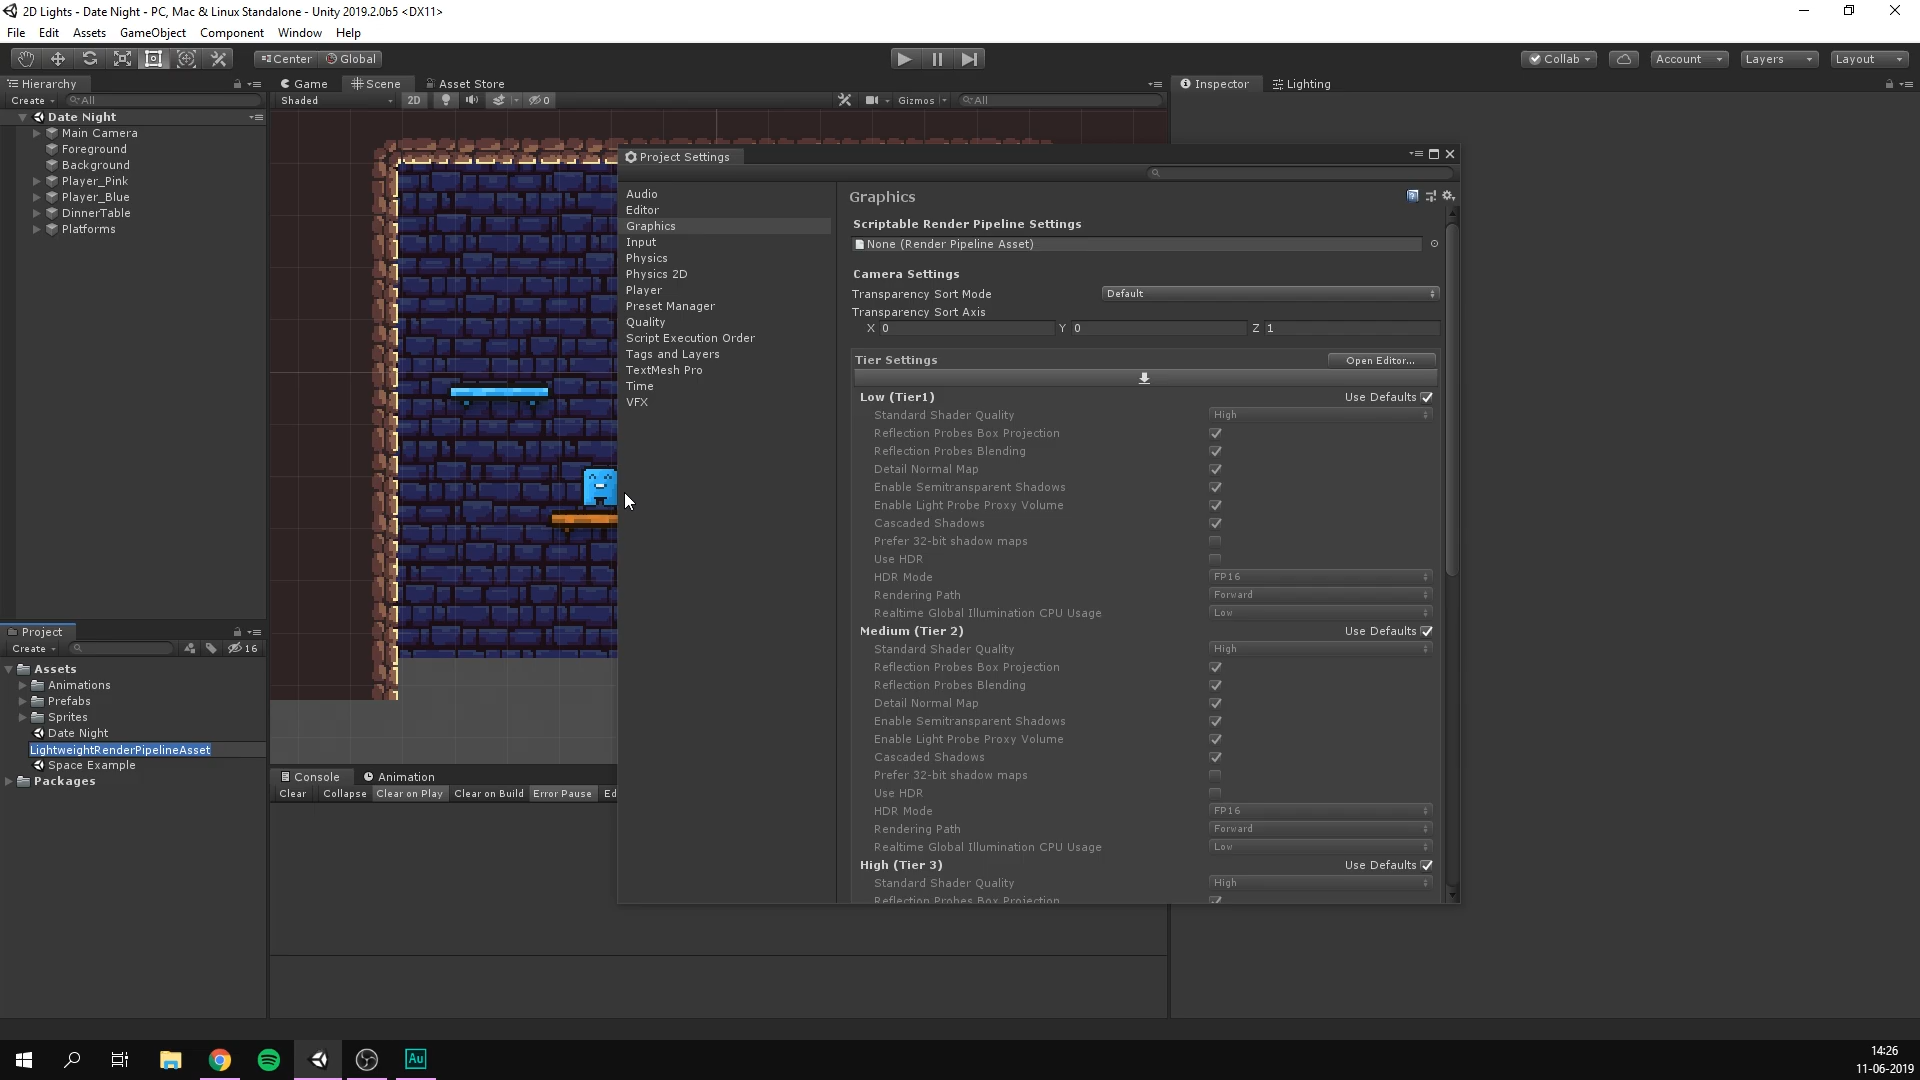 2D Lights - Date Night - PC, Mac & Linux Standalone - Unity 2019.2.0b5 <DX11>
File Edit Assets GameObject Component Window Help
Center Global Collab Account Layers Layout
Hierarchy Game Scene Asset Store Inspector Lighting
Create All Shaded 2D 0 Gizmos All
Date Night
Main Camera
Foreground
Background
Player_Pink
Player_Blue
DinnerTable
Platforms
Project Settings
Audio
Editor
Graphics
Input
Physics
Physics 2D
Player
Preset Manager
Quality
Script Execution Order
Tags and Layers
TextMesh Pro
Time
VFX
Graphics
Scriptable Render Pipeline Settings
None (Render Pipeline Asset)
Camera Settings
Transparency Sort Mode Default
Transparency Sort Axis
X 0 Y 0 Z 1
Tier Settings Open Editor...
Low (Tier1) Use Defaults
Standard Shader Quality High
Reflection Probes Box Projection
Reflection Probes Blending
Detail Normal Map
Enable Semitransparent Shadows
Enable Light Probe Proxy Volume
Cascaded Shadows
Prefer 32-bit shadow maps
Use HDR
HDR Mode FP16
Rendering Path Forward
Realtime Global Illumination CPU Usage Low
Medium (Tier 2) Use Defaults
Standard Shader Quality High
Reflection Probes Box Projection
Reflection Probes Blending
Detail Normal Map
Enable Semitransparent Shadows
Enable Light Probe Proxy Volume
Cascaded Shadows
Prefer 32-bit shadow maps
Use HDR
HDR Mode FP16
Rendering Path Forward
Realtime Global Illumination CPU Usage Low
High (Tier 3) Use Defaults
Standard Shader Quality High
Reflection Probes Box Projection
Project
Create 16
Assets
Animations
Prefabs
Sprites
Date Night
LightweightRenderPipelineAsset
Space Example
Packages
Console Animation
Clear Collapse Clear on Play Clear on Build Error Pause Ed
Au
14:26
11-06-2019